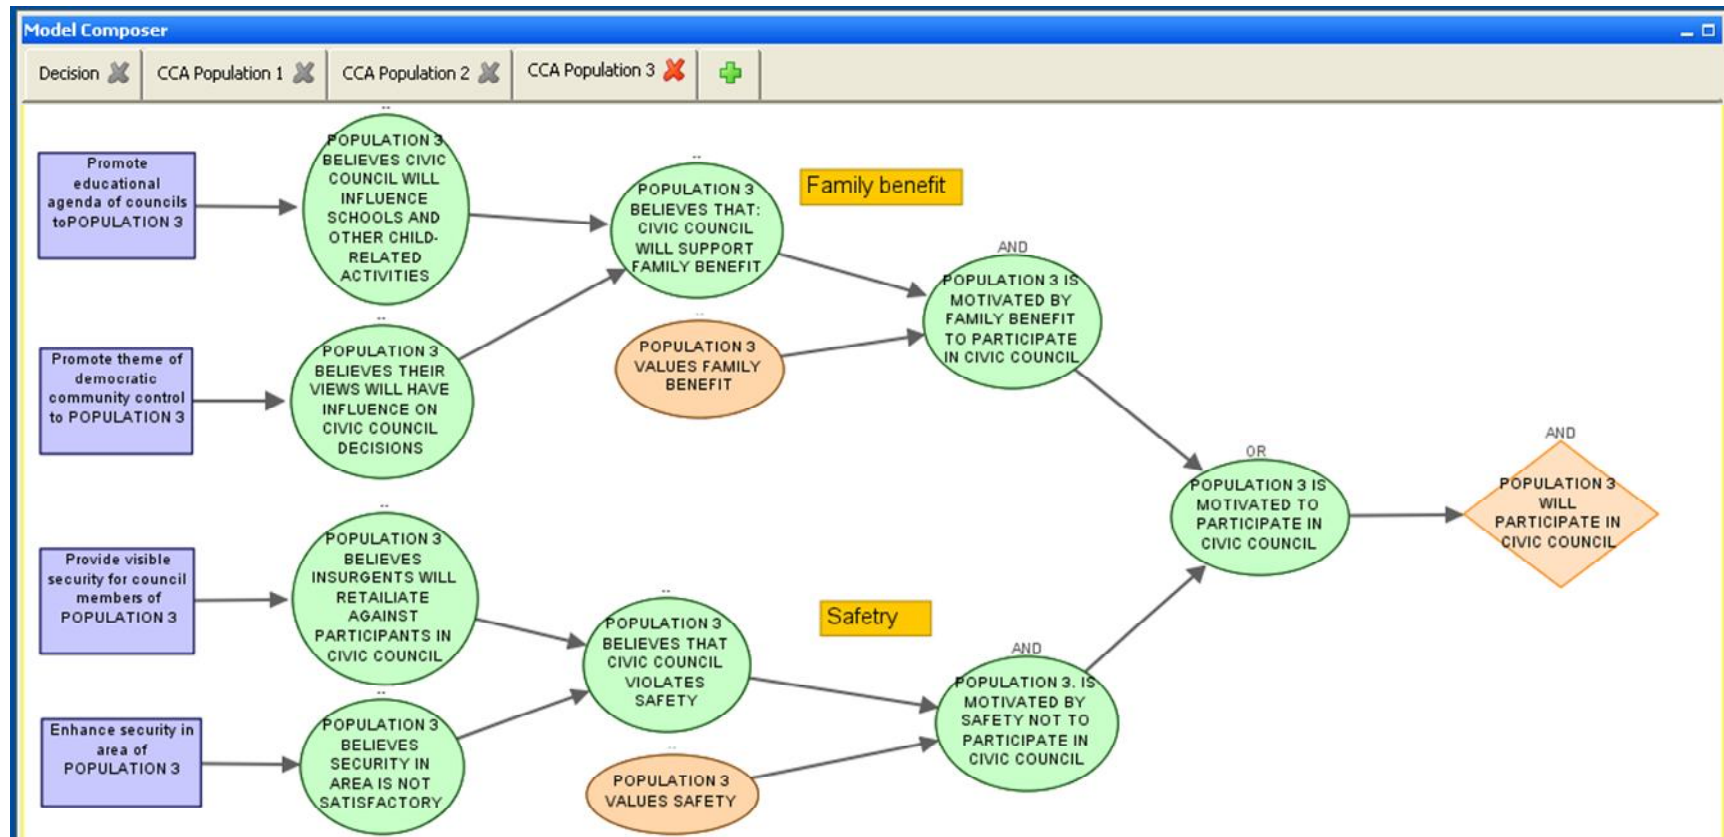 Model Composer
Decision
CCA Population 1
CCA Population 2
CCA Population 3
Promote
educational
agenda of councils
toPOPULATION 3
--
POPULATION 3
BELIEVES CIVIC
COUNCIL WILL
INFLUENCE
SCHOOLS AND
OTHER CHILD-
RELATED
ACTIVITIES
--
POPULATION 3
BELIEVES THAT:
CIVIC COUNCIL
WILL SUPPORT
FAMILY BENEFIT
Family benefit
AND
POPULATION 3 IS
MOTIVATED BY
FAMILY BENEFIT
TO PARTICIPATE
IN CIVIC COUNCIL
Promote theme of
democratic
community control
to POPULATION 3
--
POPULATION 3
BELIEVES THEIR
VIEWS WILL HAVE
INFLUENCE ON
CIVIC COUNCIL
DECISIONS
--
POPULATION 3
VALUES FAMILY
BENEFIT
OR
POPULATION 3 IS
MOTIVATED TO
PARTICIPATE IN
CIVIC COUNCIL
AND
POPULATION 3
WILL
PARTICIPATE IN
CIVIC COUNCIL
Provide visible
security for council
members of
POPULATION 3
--
POPULATION 3
BELIEVES
INSURGENTS WILL
RETAILIATE
AGAINST
PARTICIPANTS IN
CIVIC COUNCIL
--
POPULATION 3
BELIEVES THAT
CIVIC COUNCIL
VIOLATES
SAFETY
Safetry
AND
POPULATION 3. IS
MOTIVATED BY
SAFETY NOT TO
PARTICIPATE IN
CIVIC COUNCIL
Enhance security in
area of
POPULATION 3
--
POPULATION 3
BELIEVES
SECURITY IN
AREA IS NOT
SATISFACTORY
--
POPULATION 3
VALUES SAFETY